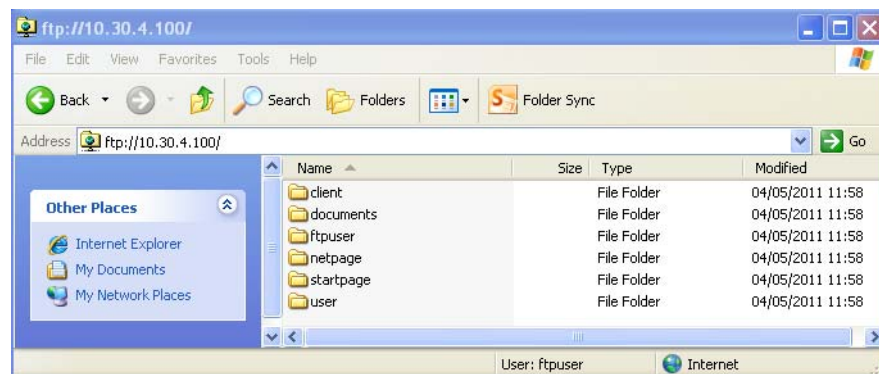 ftp://10.30.4.100/
File Edit View Favorites Tools Help
Back Search Folders Folder Sync
Address ftp://10.30.4.100/ Go
Name Size Type Modified
Other Places
Internet Explorer
My Documents
My Network Places
client File Folder 04/05/2011 11:58
documents File Folder 04/05/2011 11:58
ftpuser File Folder 04/05/2011 11:58
netpage File Folder 04/05/2011 11:58
startpage File Folder 04/05/2011 11:58
user File Folder 04/05/2011 11:58
User: ftpuser Internet